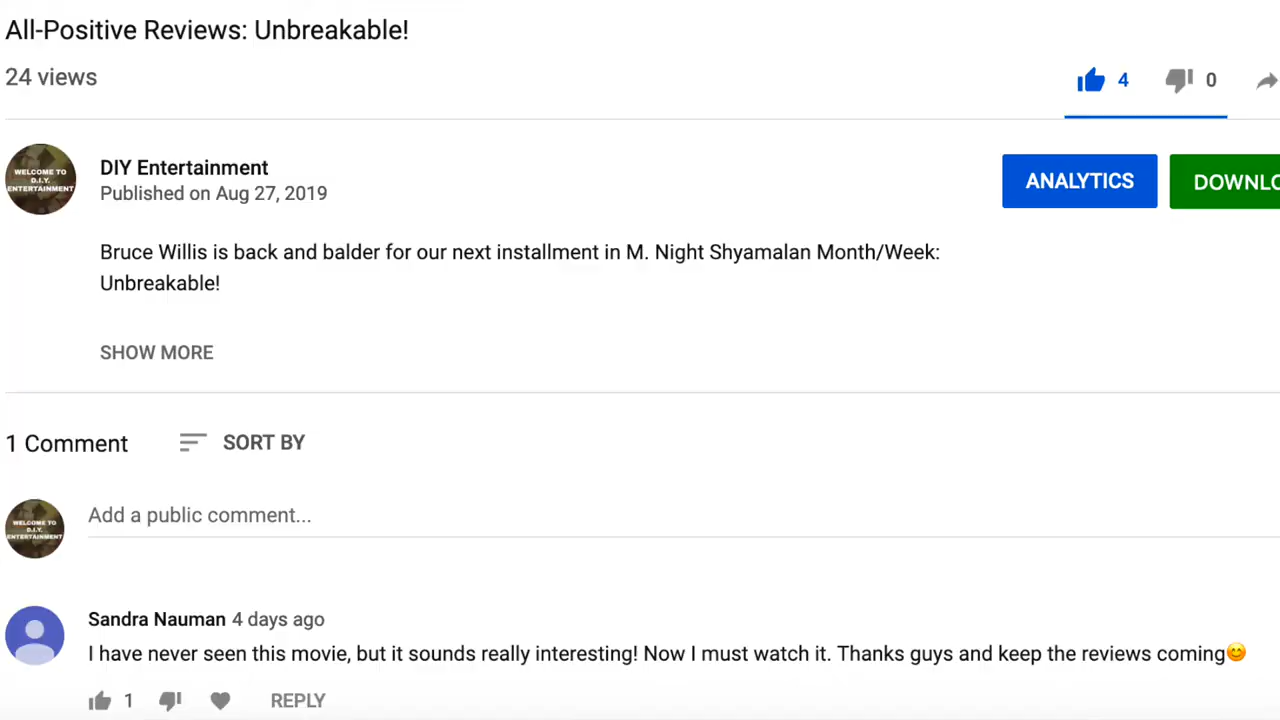 All-Positive Reviews: Unbreakable!
24 views
4
0
WELCOME TO
D.I.Y.
ENTERTAINMENT
DIY Entertainment
Published on Aug 27, 2019
ANALYTICS
DOWNLO
Bruce Willis is back and balder for our next installment in M. Night Shyamalan Month/Week:
Unbreakable!
SHOW MORE
1 Comment
SORT BY
WELCOME TO
D.I.Y.
ENTERTAINMENT
Add a public comment...
Sandra Nauman 4 days ago
I have never seen this movie, but it sounds really interesting! Now I must watch it. Thanks guys and keep the reviews coming😊
1
REPLY